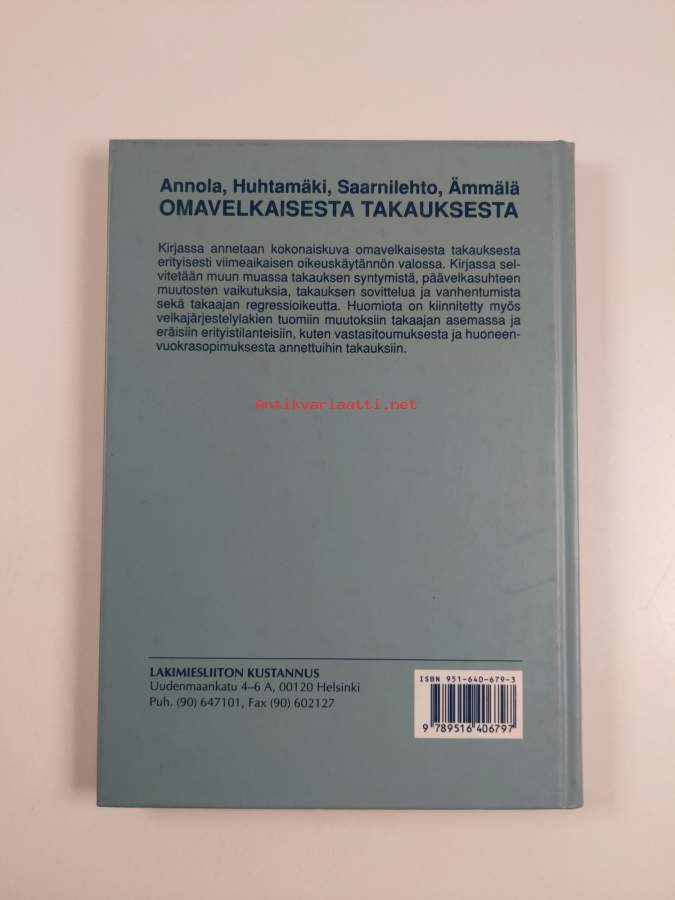 Annola, Huhtamäki, Saarnilehto, Ämmälä
OMAVELKAISESTA TAKAUKSESTA
Kirjassa annetaan kokonaiskuva omavelkaisesta takauksesta
erityisesti viimeaikaisen oikeuskäytännön valossa. Kirjassa sel-
vitetään muun muassa takauksen syntymistä, päävelkasuhteen
muutosten vaikutuksia, takauksen sovittelua ja vanhentumista
sekä takaajan regressioikeutta. Huomiota on kiinnitetty myös
velkajärjestelylakien tuomiin muutoksiin takaajan asemassa ja
eräisiin erityistilanteisiin, kuten vastasitoumuksesta ja huoneen-
vuokrasopimuksesta annettuihin takauksiin.
Antikvariaatti.net
LAKIMIESLIITON KUSTANNUS
Uudenmaankatu 4–6 A, 00120 Helsinki
Puh. (90) 647101, Fax (90) 602127
ISBN 951-640-679-3
9 789516 406797